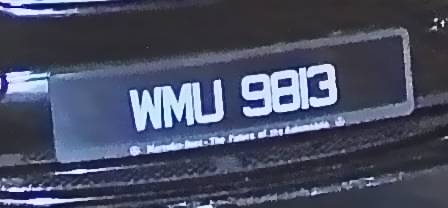 WMU 9813
Mercedes-Benz - The Future of the Automobile